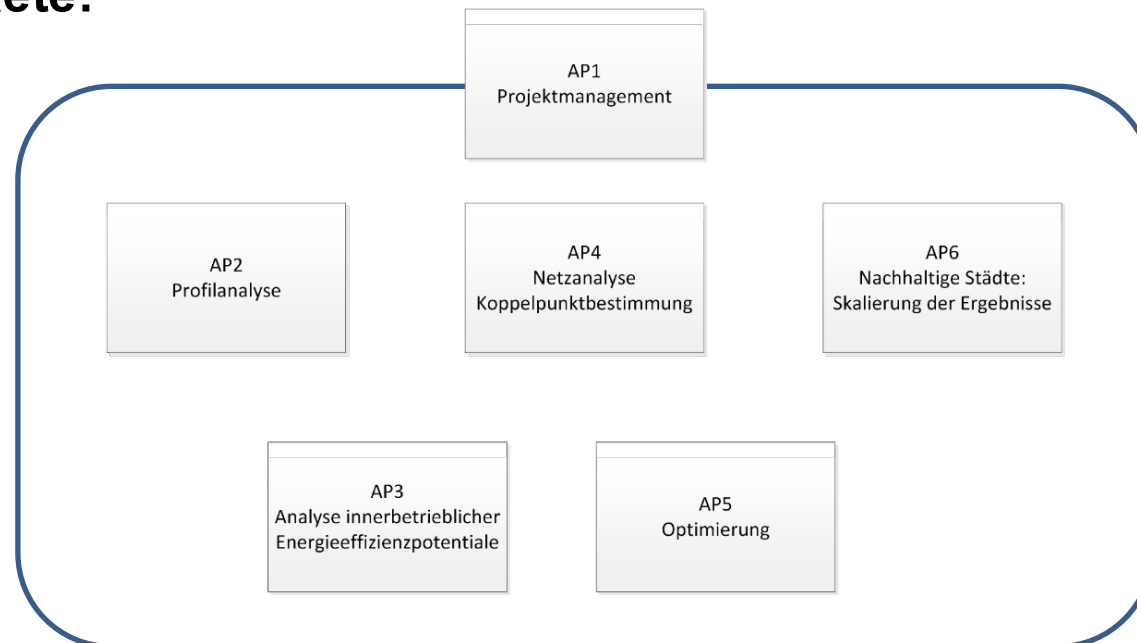 AP1
Projektmanagement
AP2
Profilanalyse
AP4
Netzanalyse
Koppelpunktbestimmung
AP6
Nachhaltige Städte:
Skalierung der Ergebnisse
AP3
Analyse innerbetrieblicher
Energieeffizienzpotentiale
AP5
Optimierung